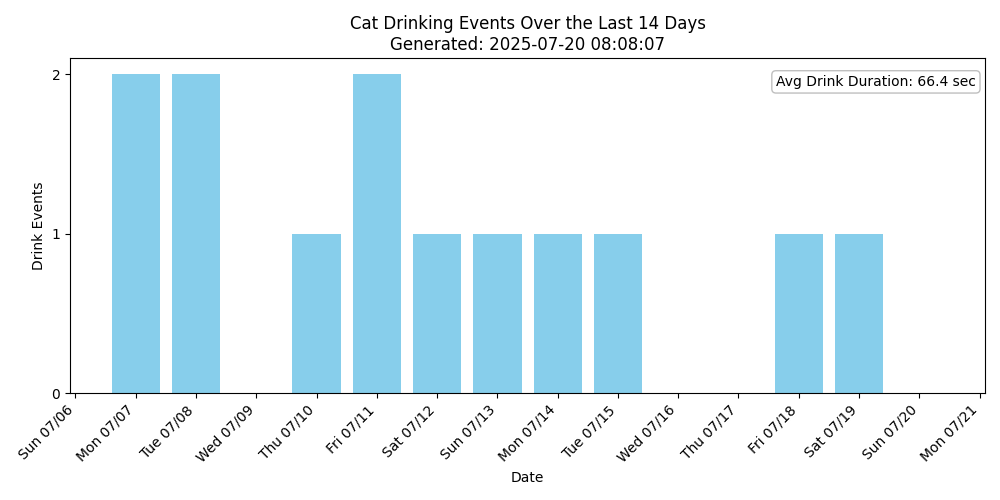 Cat Drinking Events Over the Last 14 Days
Generated: 2025-07-20 08:08:07
Avg Drink Duration: 66.4 sec
Drink Events
2
1
0
Sun 07/06
Mon 07/07
Tue 07/08
Wed 07/09
Thu 07/10
Fri 07/11
Sat 07/12
Sun 07/13
Mon 07/14
Tue 07/15
Wed 07/16
Thu 07/17
Fri 07/18
Sat 07/19
Sun 07/20
Mon 07/21
Date